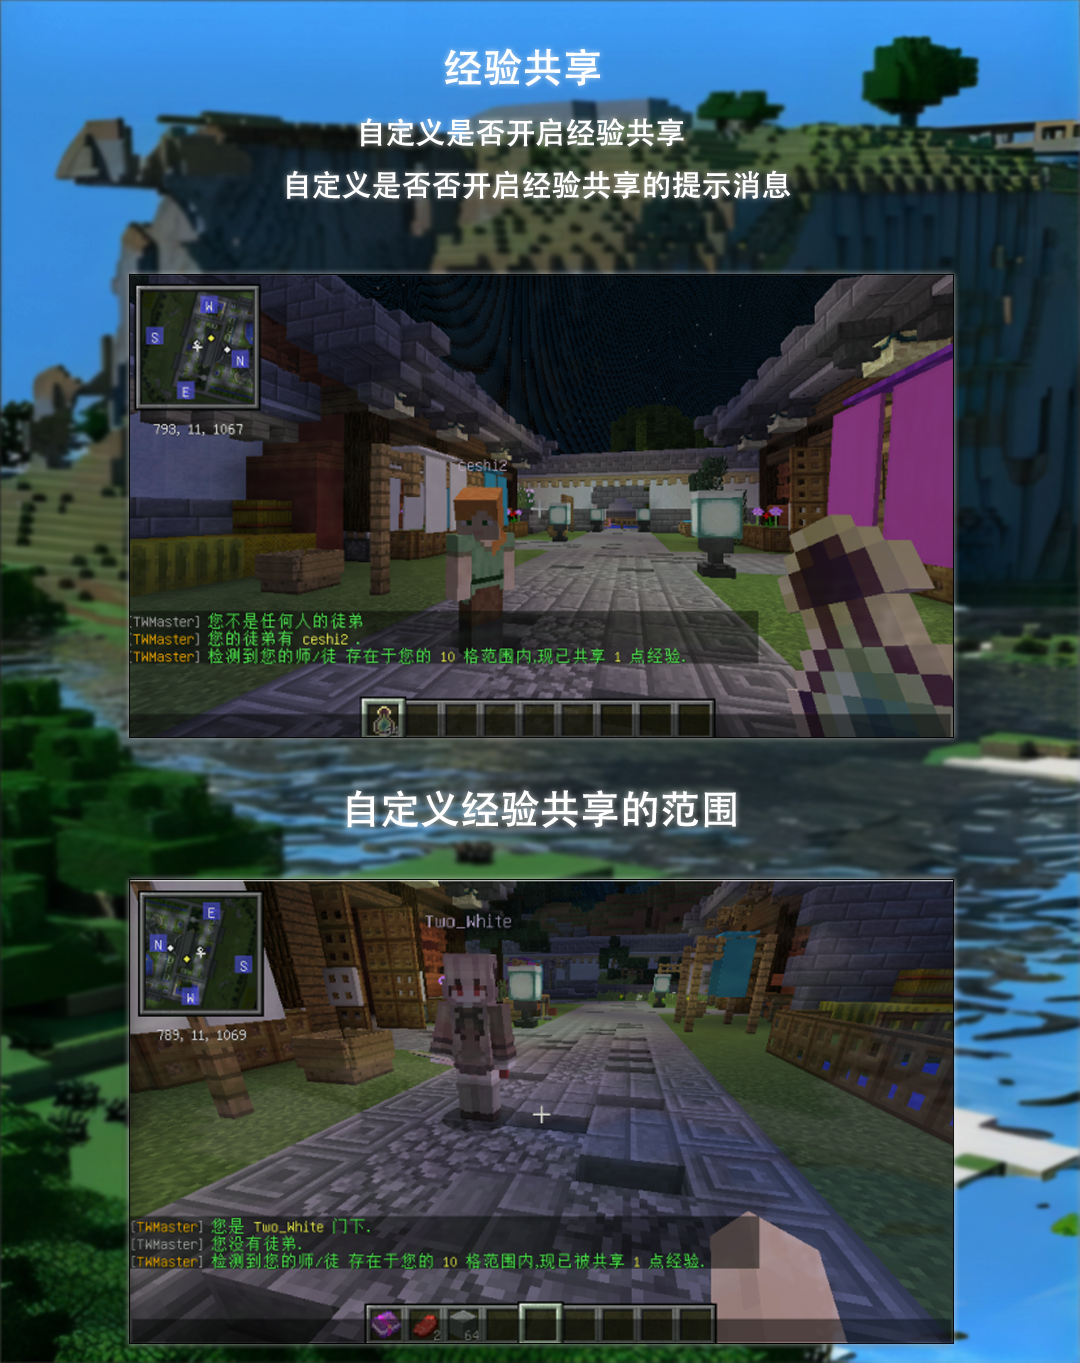 经验共享
自定义是否开启经验共享
自定义是否否开启经验共享的提示消息
W
S
N
E
793, 11, 1067
ceshi2
[TWMaster] 您不是任何人的徒弟
[TWMaster] 您的徒弟有 ceshi2 .
[TWMaster] 检测到您的师/徒 存在于您的 10 格范围内,现已共享 1 点经验.
自定义经验共享的范围
E
N
S
W
Two_White
789, 11, 1069
[TWMaster] 您是 Two_White 门下.
[TWMaster] 您没有徒弟.
[TWMaster] 检测到您的师/徒 存在于您的 10 格范围内,现已被共享 1 点经验.
2
64